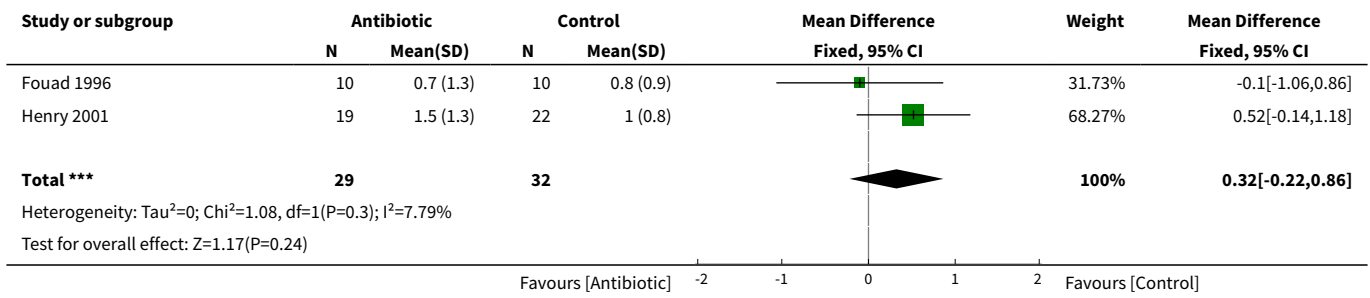 Study or subgroup Antibiotic Control Mean Difference Weight Mean Difference
N Mean(SD) N Mean(SD) Fixed, 95% CI Fixed, 95% CI
Fouad 1996 10 0.7 (1.3) 10 0.8 (0.9) 31.73% -0.1[-1.06,0.86]
Henry 2001 19 1.5 (1.3) 22 1 (0.8) 68.27% 0.52[-0.14,1.18]
Total *** 29 32 100% 0.32[-0.22,0.86]
Heterogeneity: Tau²=0; Chi²=1.08, df=1(P=0.3); I²=7.79%
Test for overall effect: Z=1.17(P=0.24)
Favours [Antibiotic] -2 -1 0 1 2 Favours [Control]